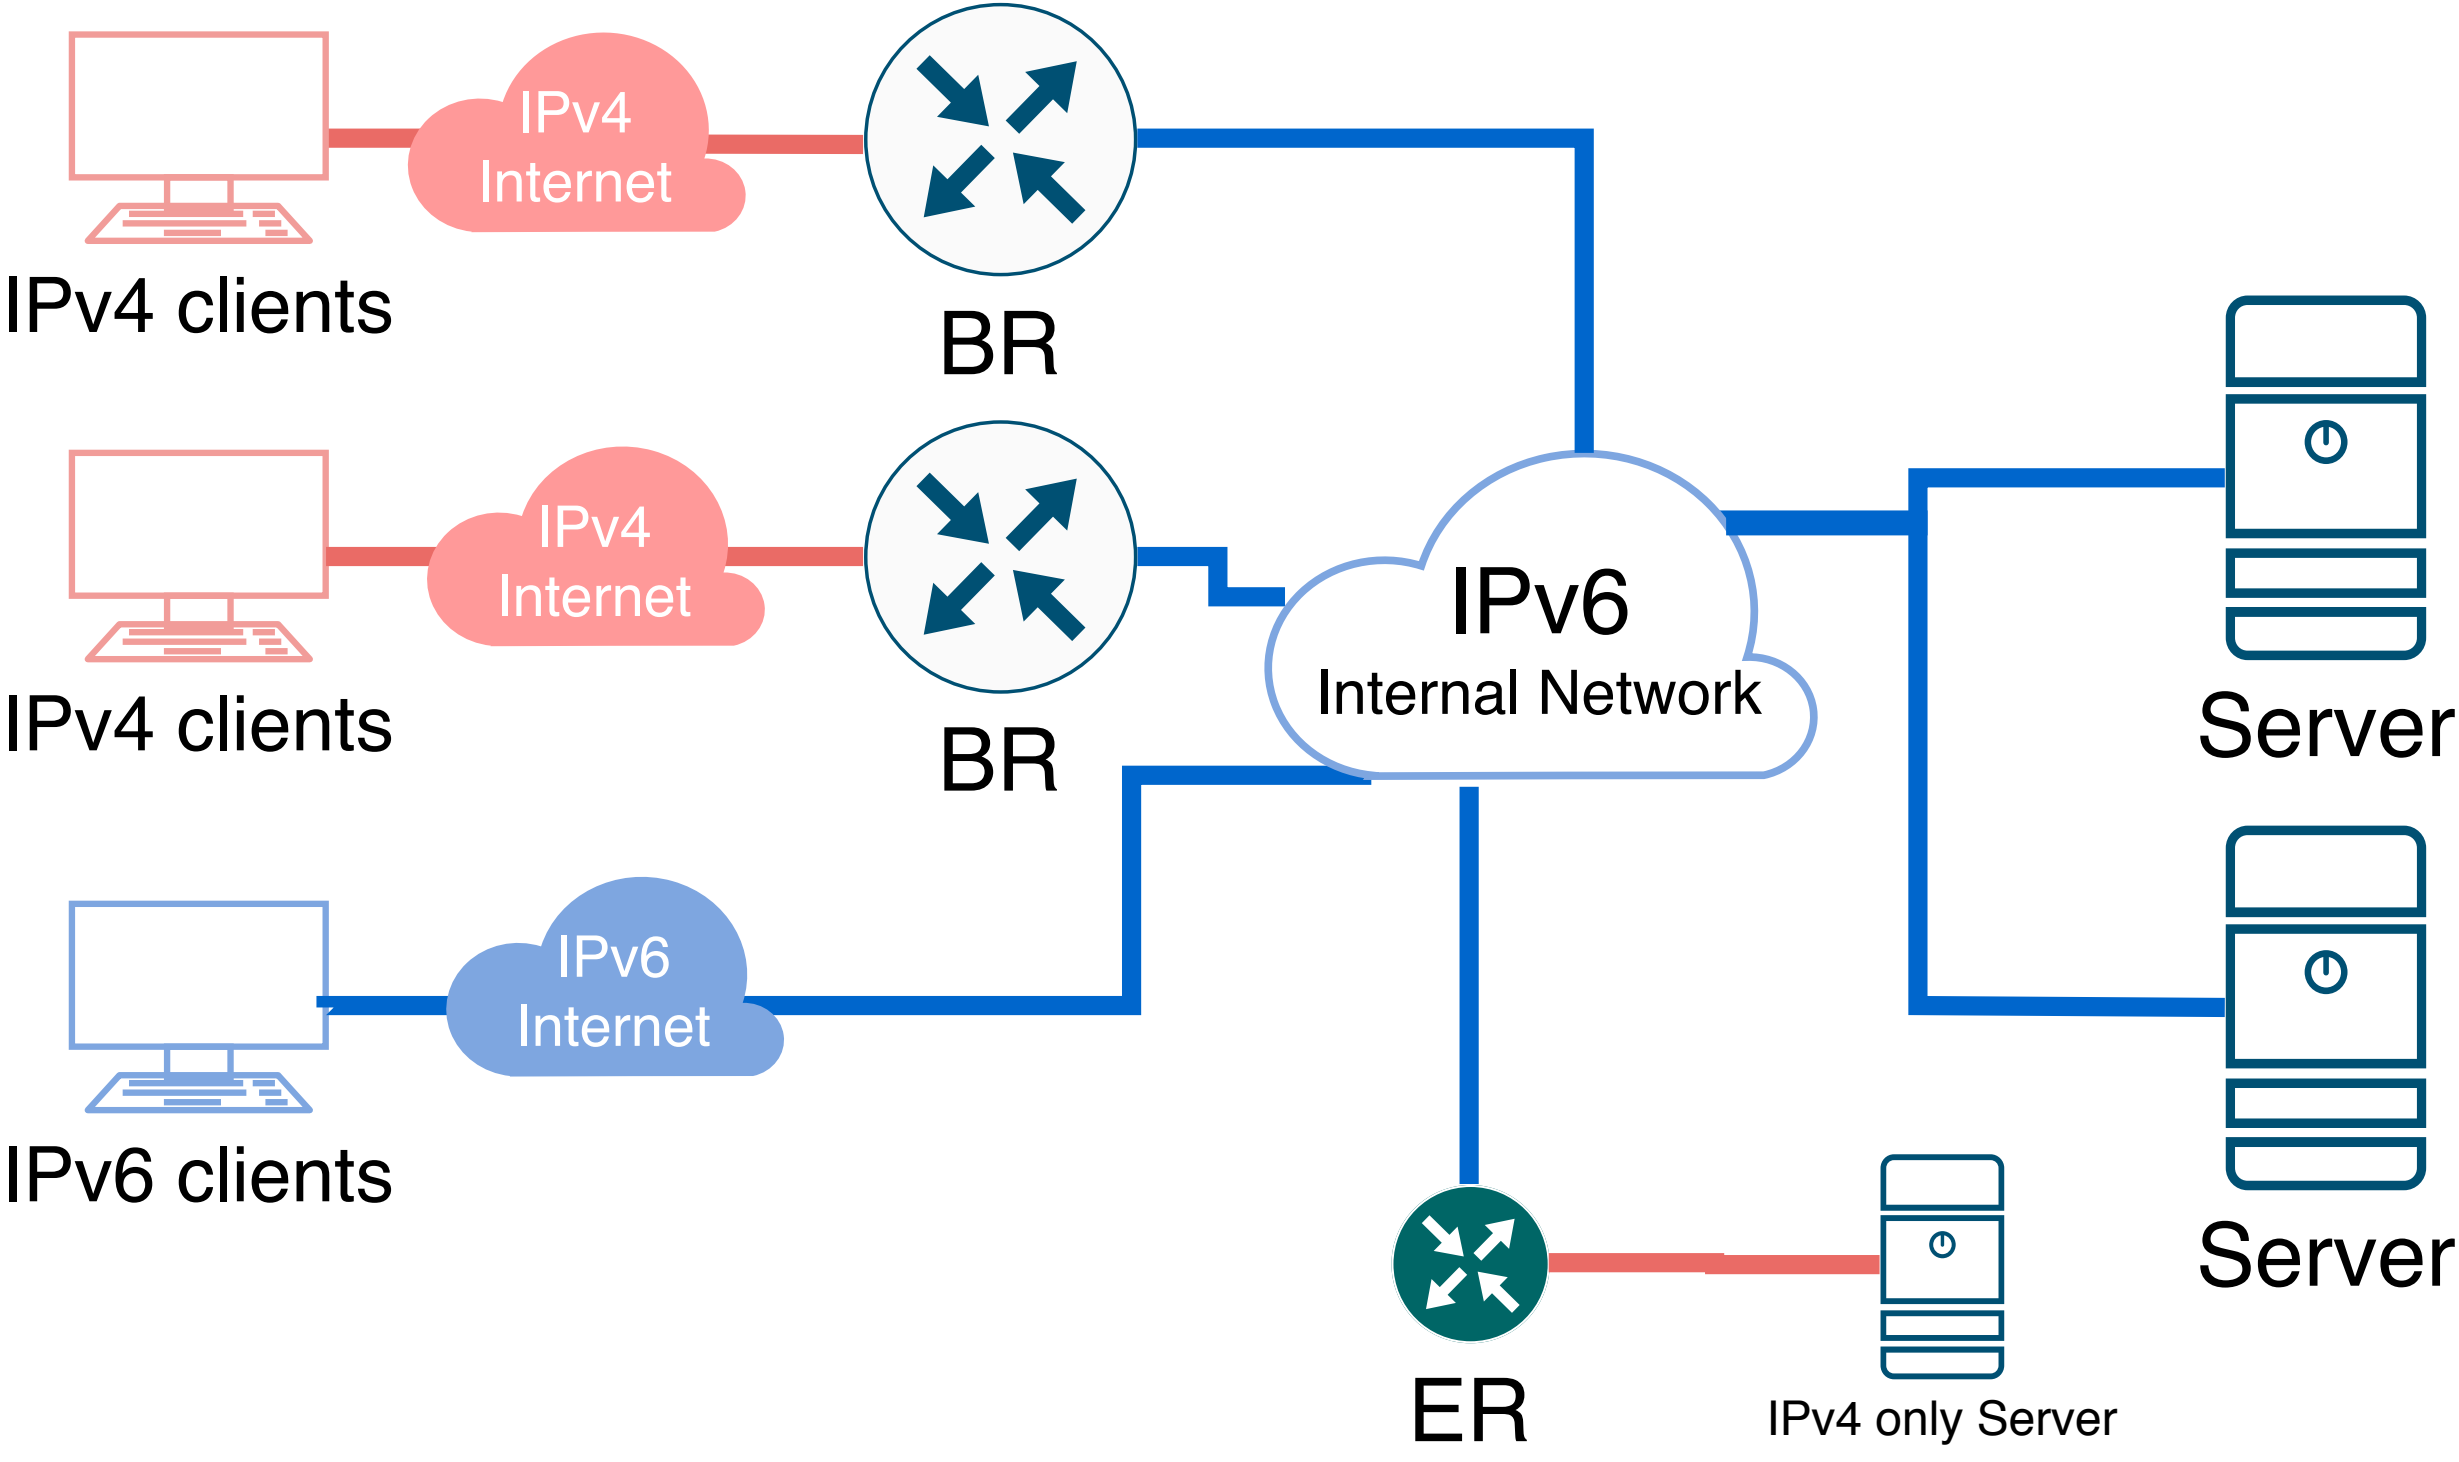 IPv4
Internet
IPv4 clients
BR
IPv4
Internet
IPv4 clients
BR
IPv6
Internal Network
Server
IPv6
Internet
IPv6 clients
Server
ER
IPv4 only Server